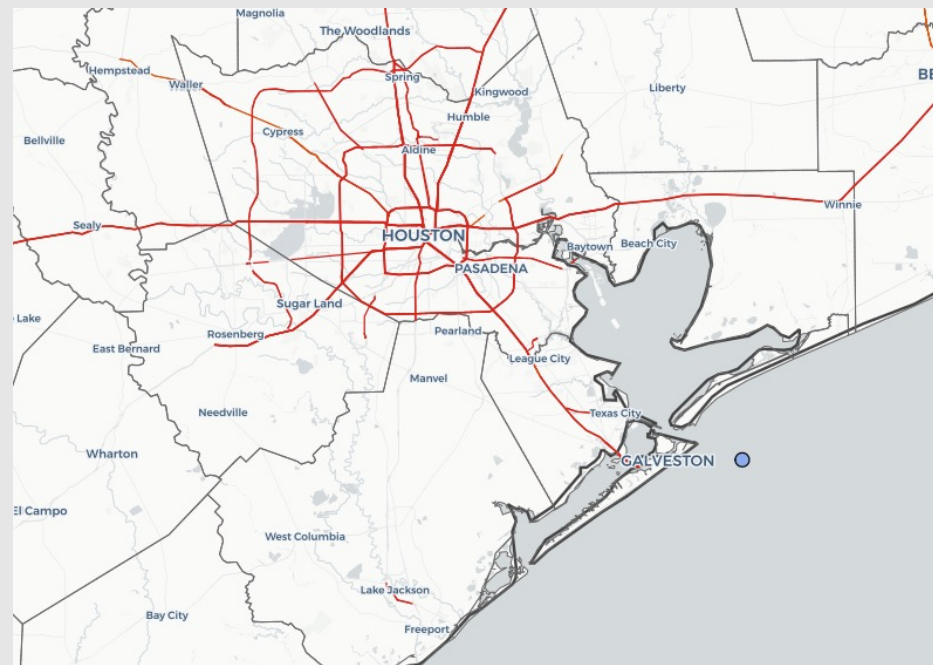 Magnolia
The Woodlands
Hempstead
Waller
Spring
BE
Kingwood
Liberty
Humble
Bellville
Cypress
Aldine
Winnie
Sealy
HOUSTON
Baytown
Beach City
PASADENA
Sugar Land
Lake
Rosenberg
Pearland
East Bernard
League City
Manvel
Needville
Texas City
Wharton
GALVESTON
El Campo
West Columbia
Lake Jackson
Bay City
Freeport